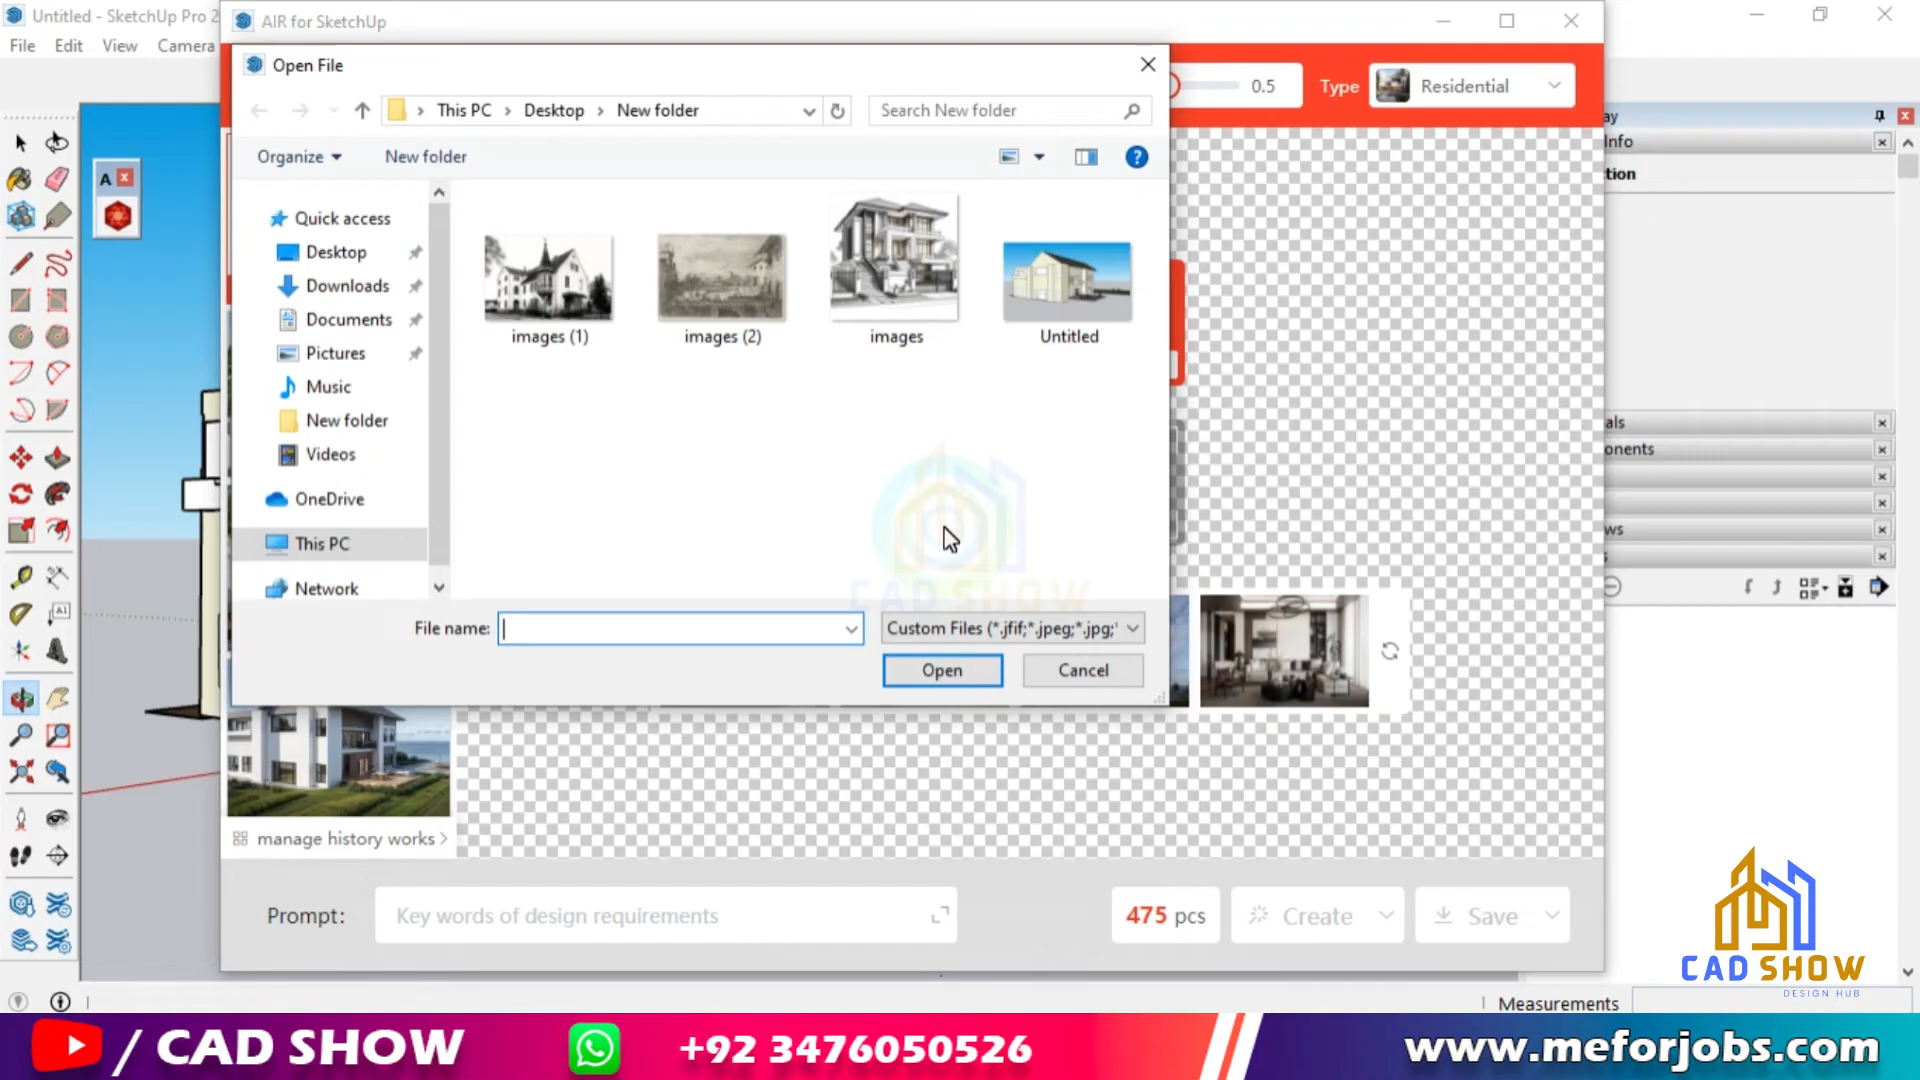 Untitled - SketchUp Pro 2
AIR for SketchUp
File Edit View Camera
Open File
0.5
Type
Residential
This PC
Desktop
New folder
Search New folder
Organize
New folder
A
Quick access
Desktop
Downloads
Documents
Pictures
Music
New folder
Videos
OneDrive
This PC
Network
images (1)
images (2)
images
Untitled
CAD SHOW
File name:
Custom Files (*.jfif;*.jpeg;*.jpg;'
Open
Cancel
ay
Info
tion
als
onents
ws
s
A1
manage history works
Prompt:
Key words of design requirements
475 pcs
Create
Save
CAD SHOW
DESIGN HUB
Measurements
/ CAD SHOW
+92 3476050526
www.meforjobs.com